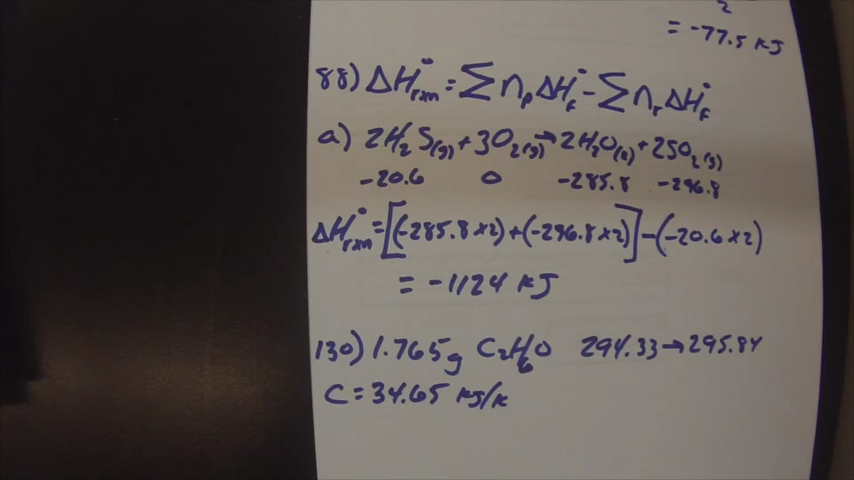 2
= -77.5 kJ
88) ΔH°rxn = Σ npΔH°f - Σ nrΔH°f
a) 2H2S(g) + 3O2(g) → 2H2O(l) + 2SO2(g)
-20.6 0 -285.8 -296.8
ΔH°rxn = [(-285.8 x 2) + (-296.8 x 2)] - (-20.6 x 2)
= -1124 kJ
130) 1.765g C2H6O 294.33 → 295.84
C = 34.65 kJ/K